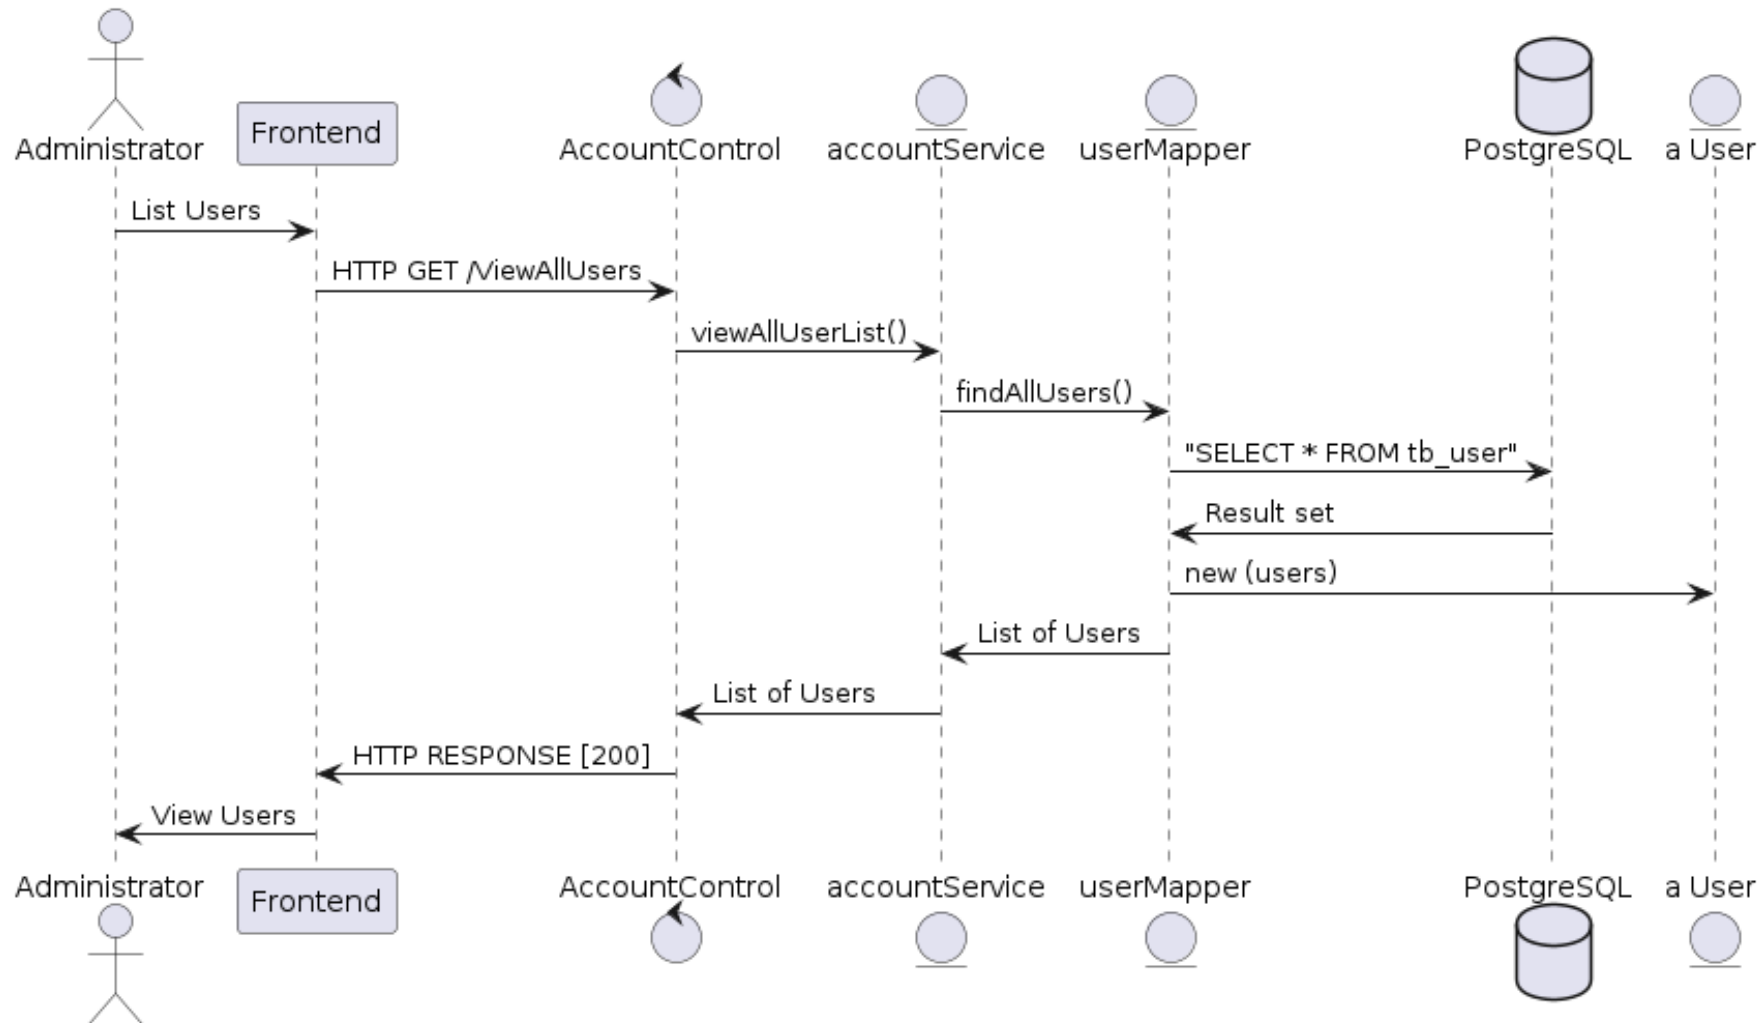 Administrator
Frontend
AccountControl
accountService
userMapper
PostgreSQL
a User
List Users
HTTP GET /ViewAllUsers
viewAllUserList()
findAllUsers()
"SELECT * FROM tb_user"
Result set
new (users)
List of Users
List of Users
HTTP RESPONSE [200]
View Users
Administrator
Frontend
AccountControl
accountService
userMapper
PostgreSQL
a User